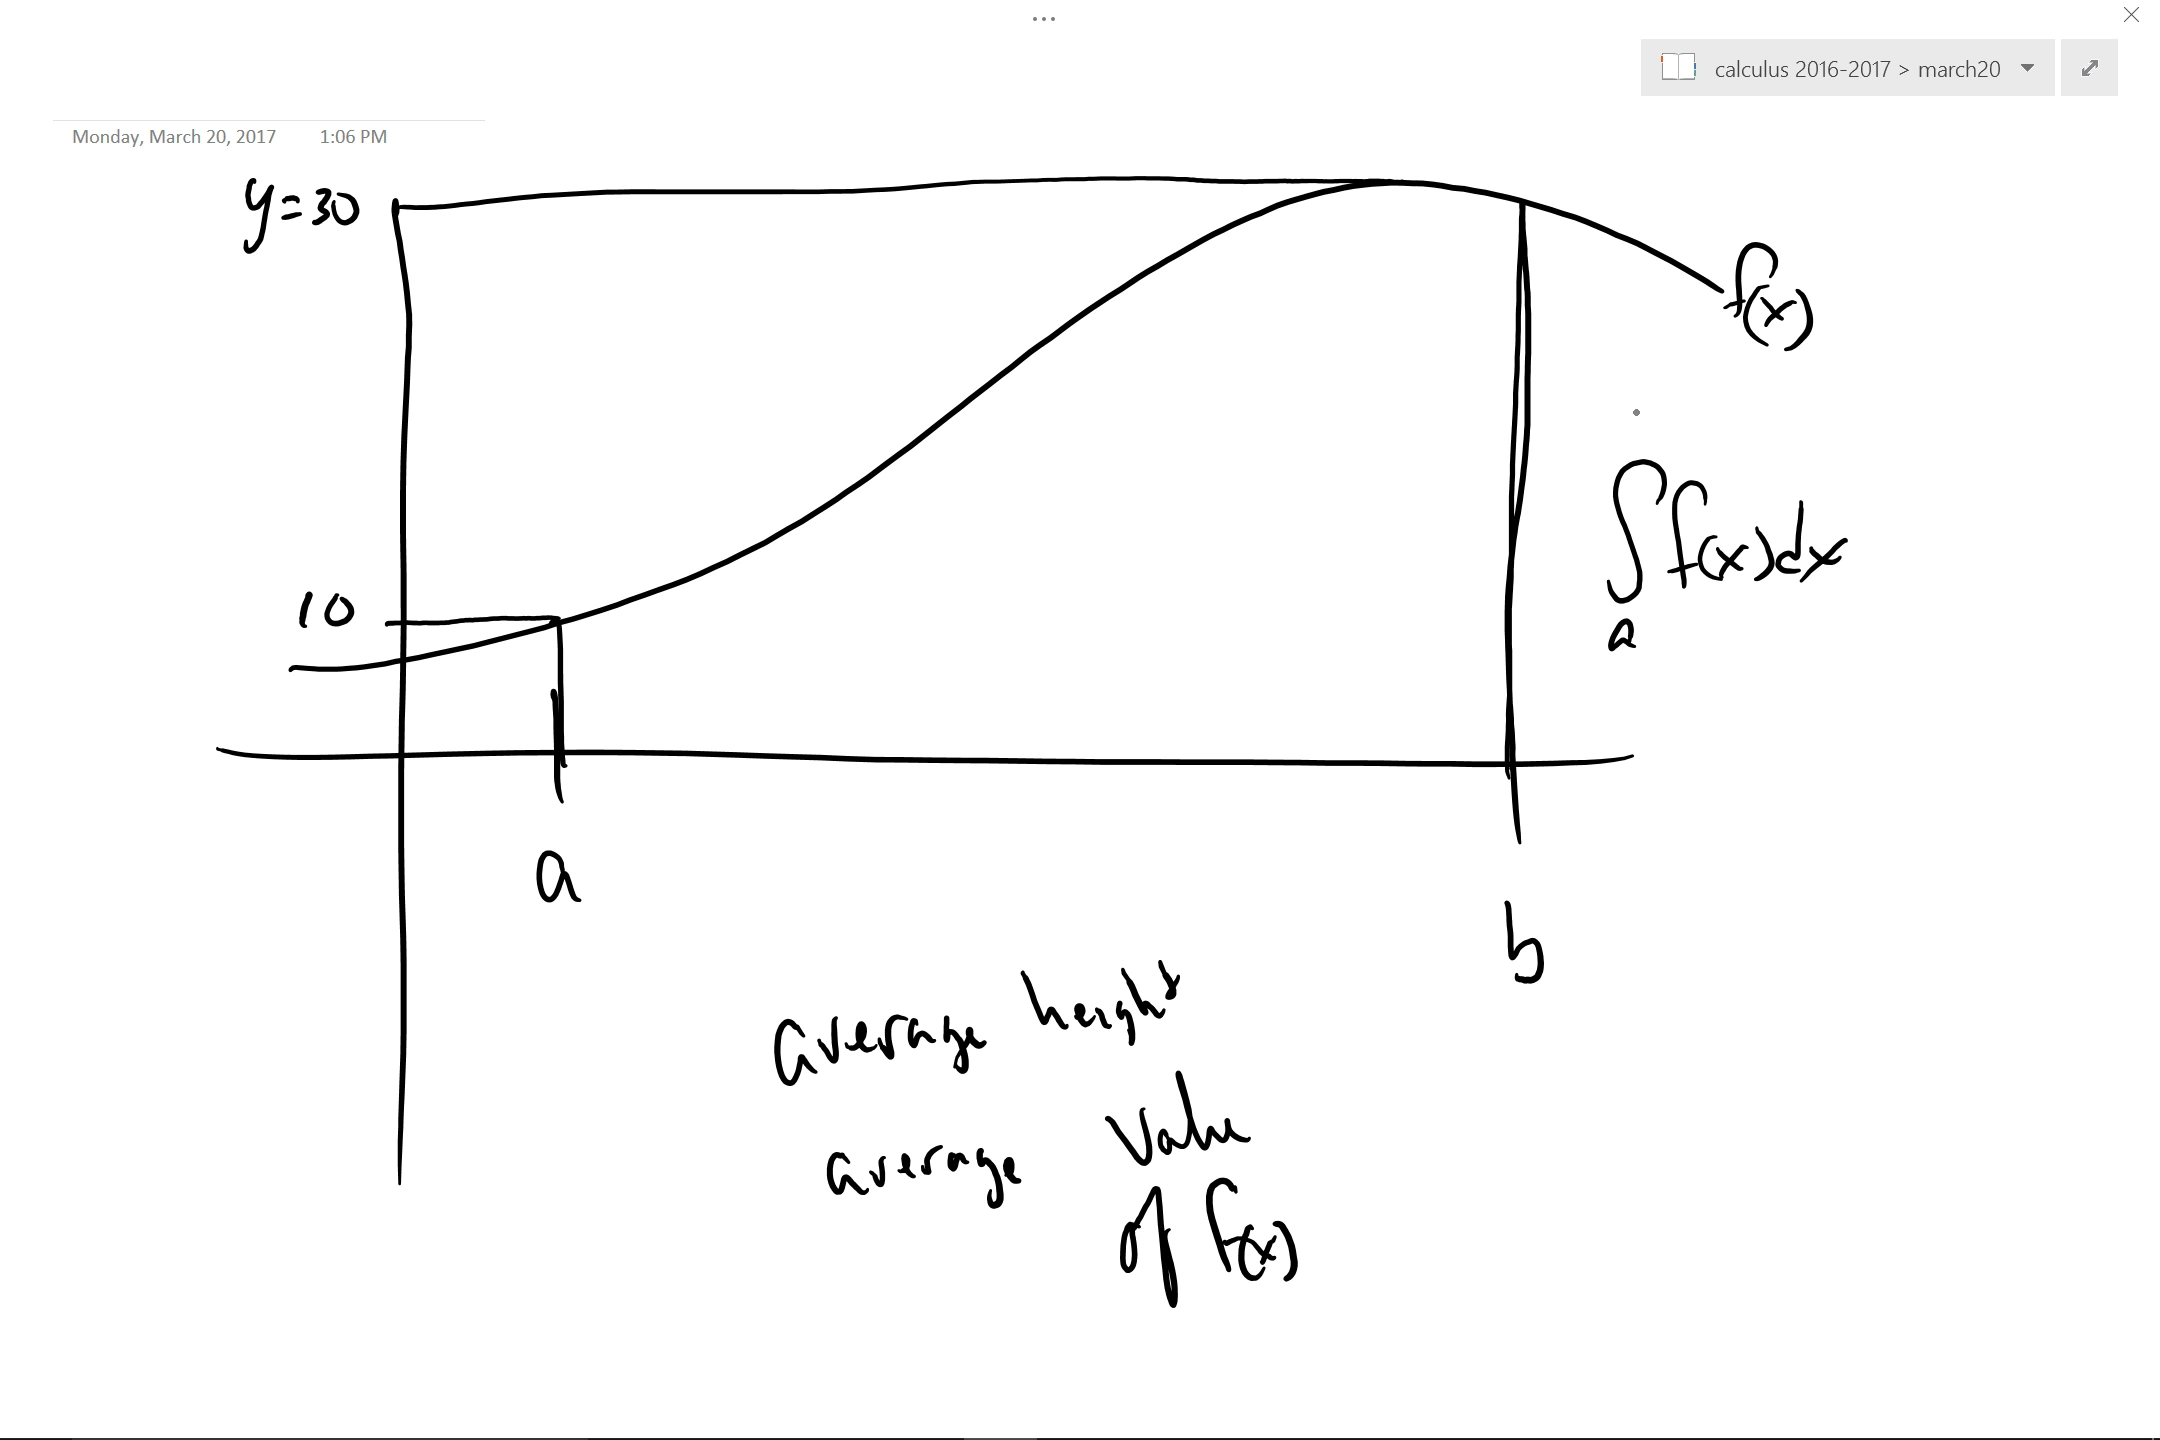 calculus 2016-2017 > march20
Monday, March 20, 2017 1:06 PM
y=30
f(x)
∫f(x)dx
a
10
a
b
average height
average value
of f(x)